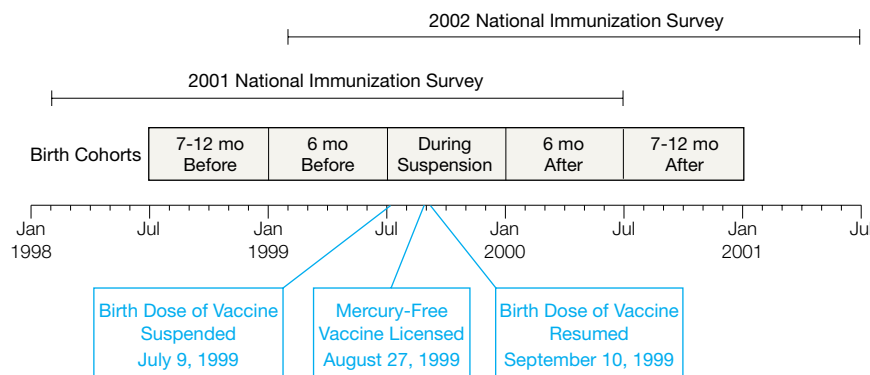 2002 National Immunization Survey
2001 National Immunization Survey
Birth Cohorts
7-12 mo
Before
6 mo
Before
During
Suspension
6 mo
After
7-12 mo
After
Jan
1998
Jul
Jan
1999
Jul
Jan
2000
Jul
Jan
2001
Jul
Birth Dose of Vaccine
Suspended
July 9, 1999
Mercury-Free
Vaccine Licensed
August 27, 1999
Birth Dose of Vaccine
Resumed
September 10, 1999